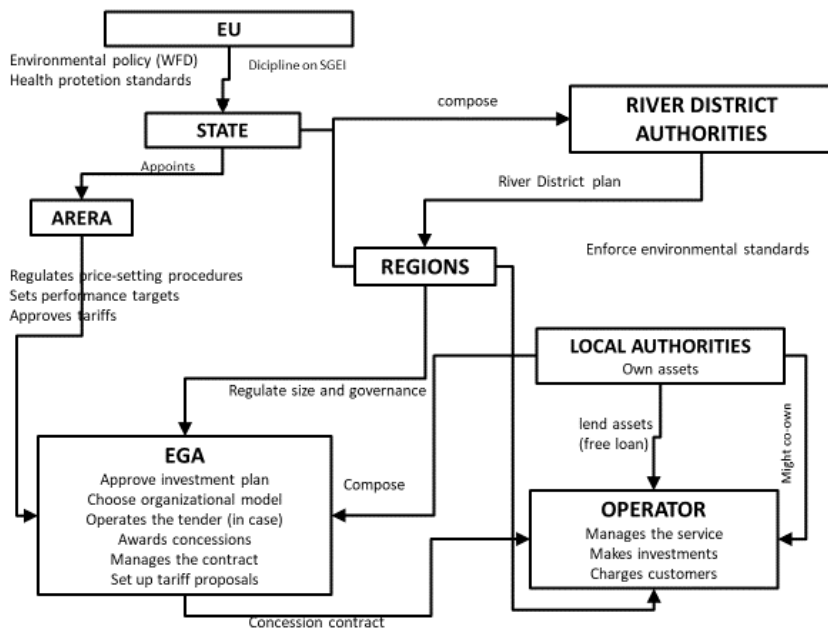 EU
Environmental policy (WFD)
Health protetion standards
Dicipline on SGEI
STATE
compose
RIVER DISTRICT
AUTHORITIES
Appoints
River District plan
ARERA
REGIONS
Enforce environmental standards
Regulates price-setting procedures
Sets performance targets
Approves tariffs
LOCAL AUTHORITIES
Own assets
Regulate size and governance
lend assets
(free loan)
Might co-own
EGA
Approve investment plan
Choose organizational model
Operates the tender (in case)
Awards concessions
Manages the contract
Set up tariff proposals
Compose
OPERATOR
Manages the service
Makes investments
Charges customers
Concession contract